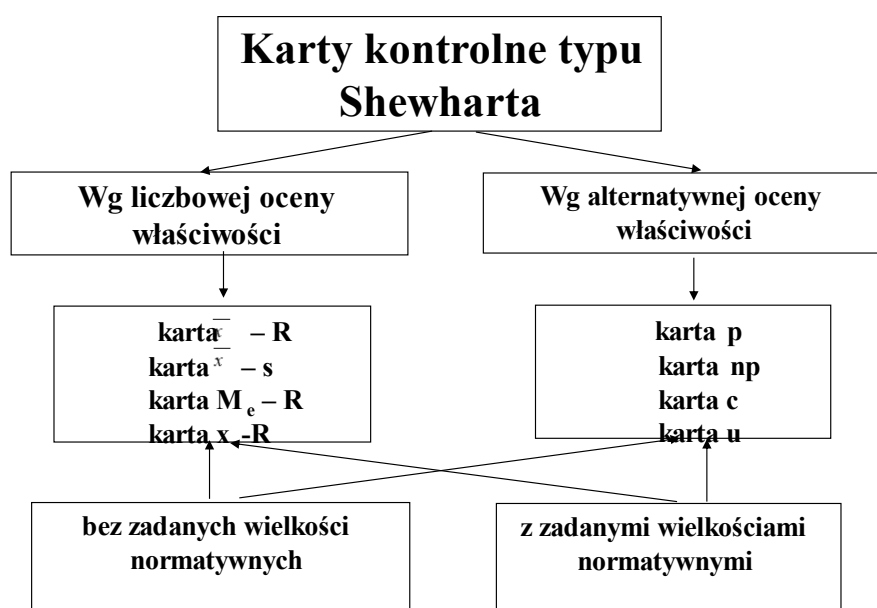 Karty kontrolne typu
Shewharta
Wg liczbowej oceny
właściwości
Wg alternatywnej oceny
właściwości
karta x̅ – R
karta x̅ – s
karta Me – R
karta x -R
karta p
karta np
karta c
karta u
bez zadanych wielkości
normatywnych
z zadanymi wielkościami
normatywnymi